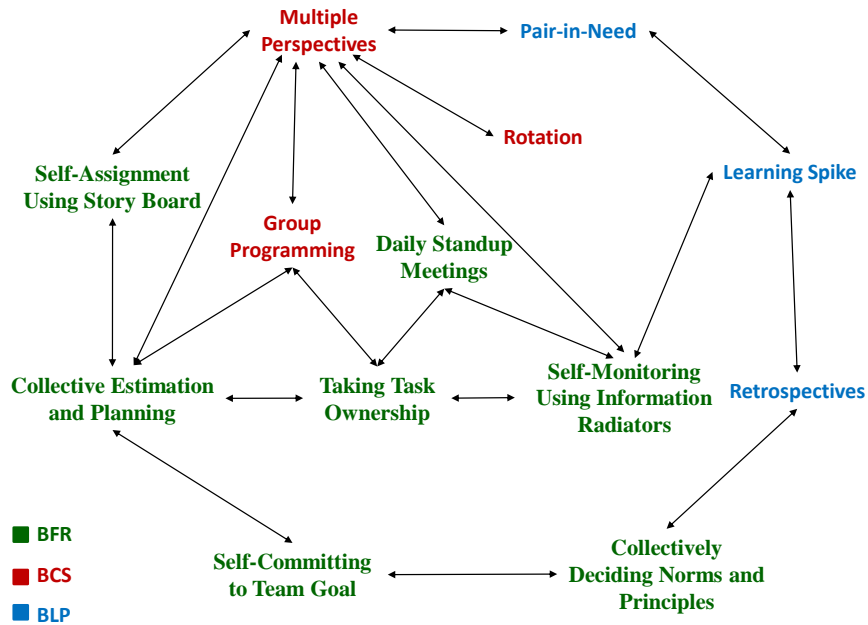 Multiple
Perspectives
Pair-in-Need
Rotation
Self-Assignment
Using Story Board
Learning Spike
Group
Programming
Daily Standup
Meetings
Collective Estimation
and Planning
Taking Task
Ownership
Self-Monitoring
Using Information
Radiators
Retrospectives
Self-Committing
to Team Goal
Collectively
Deciding Norms and
Principles
BFR
BCS
BLP